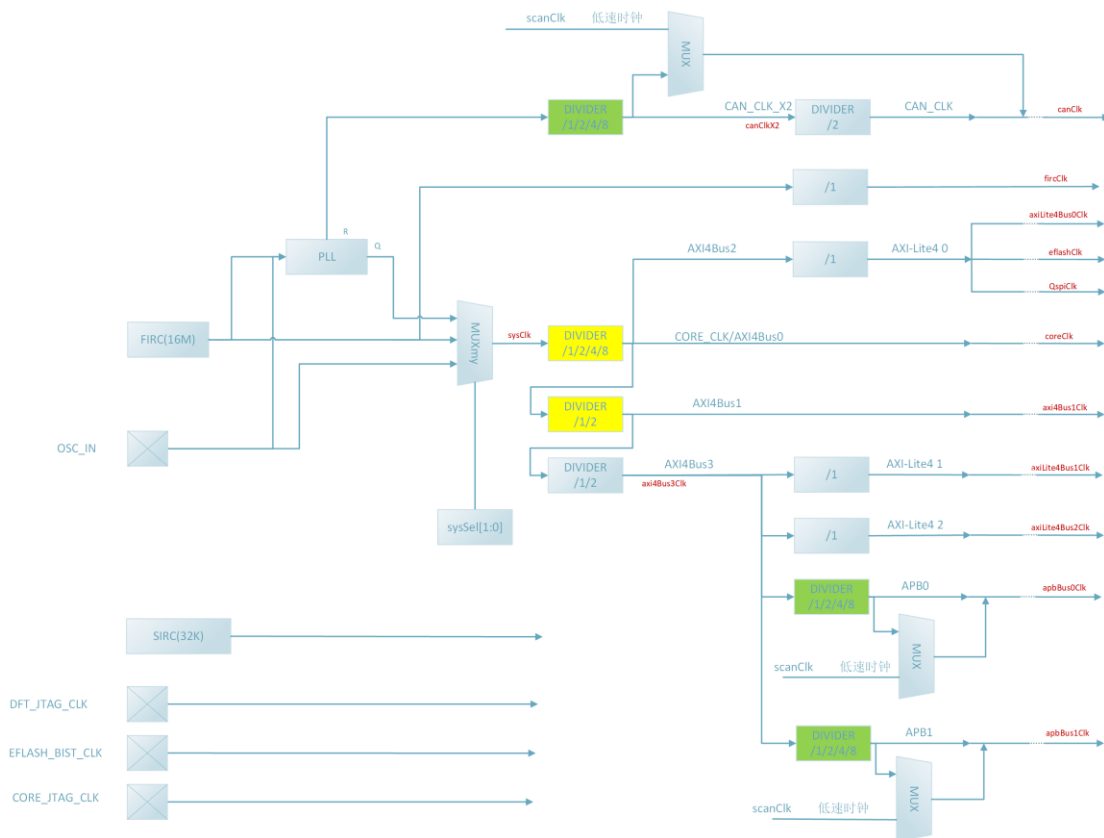 scanClk 低速时钟
MUX
DIVIDER
/1/2/4/8
CAN_CLK_X2
canClkX2
DIVIDER
/2
CAN_CLK
canClk
/1
fircClk
R
Q
PLL
AXI4Bus2
/1
AXI-Lite4 0
axiLite4Bus0Clk
eflashClk
QspiClk
FIRC(16M)
MUXmy
sysClk
DIVIDER
/1/2/4/8
CORE_CLK/AXI4Bus0
coreClk
DIVIDER
/1/2
AXI4Bus1
axi4Bus1Clk
OSC_IN
DIVIDER
/1/2
AXI4Bus3
axi4Bus3Clk
/1
AXI-Lite4 1
axiLite4Bus1Clk
sysSel[1:0]
/1
AXI-Lite4 2
axiLite4Bus2Clk
DIVIDER
/1/2/4/8
APB0
apbBus0Clk
SIRC(32K)
MUX
scanClk 低速时钟
DFT_JTAG_CLK
EFLASH_BIST_CLK
DIVIDER
/1/2/4/8
APB1
apbBus1Clk
CORE_JTAG_CLK
MUX
scanClk 低速时钟